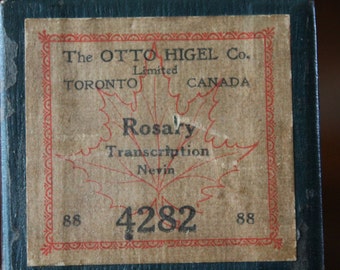 The OTTO HIGEL Co.
Limited
TORONTO CANADA
Rosary
Transcription
Nevin
88 4282 88